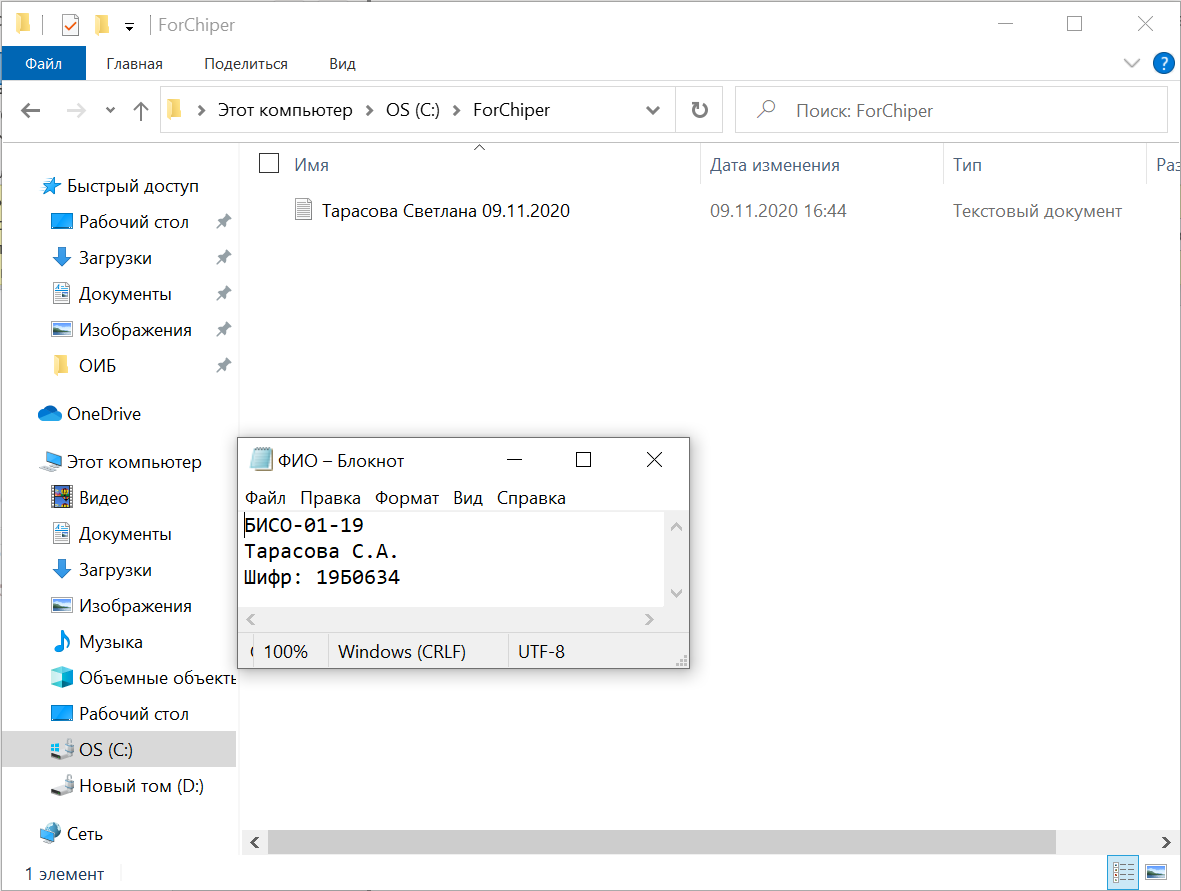 ForChiper
Файл Главная Поделиться Вид ?
Этот компьютер OS (C:) ForChiper Поиск: ForChiper
Имя Дата изменения Тип Раз
Тарасова Светлана 09.11.2020 09.11.2020 16:44 Текстовый документ
Быстрый доступ
Рабочий стол
Загрузки
Документы
Изображения
ОИБ
OneDrive
Этот компьютер
Видео
Документы
Загрузки
Изображения
Музыка
Объемные объекты
Рабочий стол
OS (C:)
Новый том (D:)
Сеть
1 элемент
ФИО – Блокнот
Файл Правка Формат Вид Справка
БИСО-01-19
Тарасова С.А.
Шифр: 19Б0634
100% Windows (CRLF) UTF-8